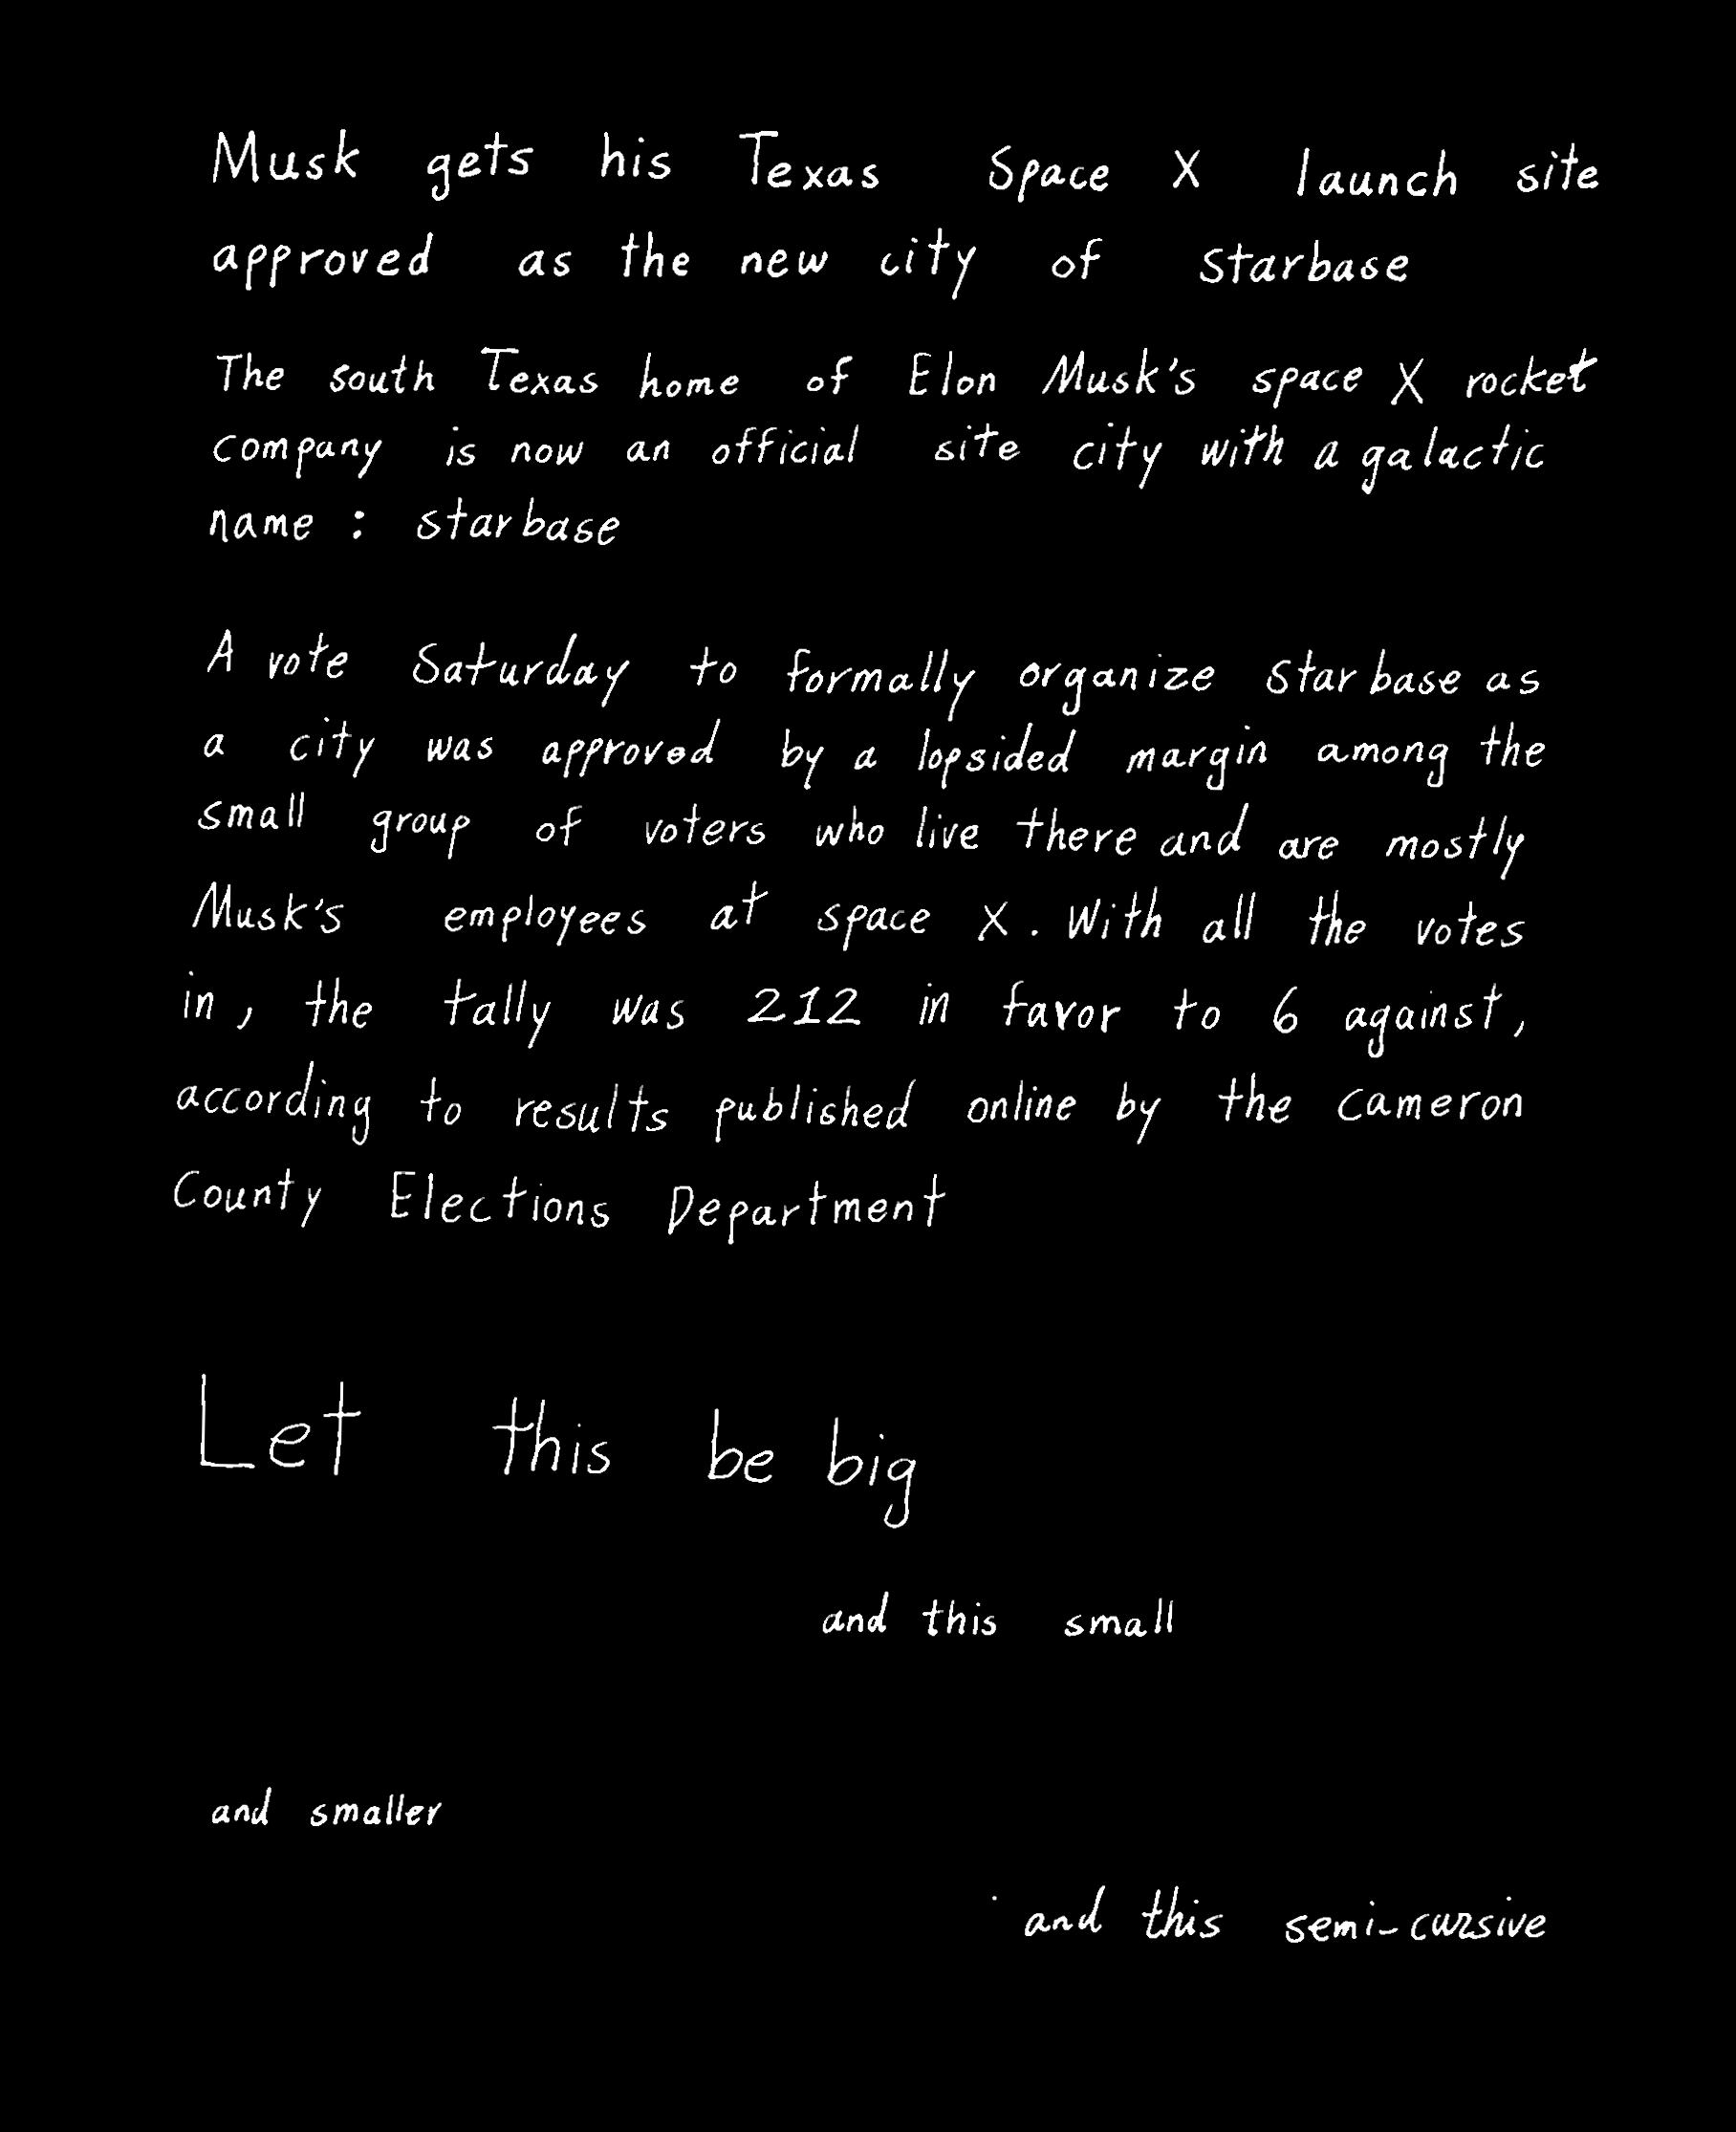 Musk gets his Texas Space X launch site
approved as the new city of Starbase
The south Texas home of Elon Musk's space X rocket
company is now an official site city with a galactic
name : starbase
A vote Saturday to formally organize Starbase as
a city was approved by a lopsided margin among the
small group of voters who live there and are mostly
Musk's employees at space X. With all the votes
in, the tally was 212 in favor to 6 against,
according to results published online by the Cameron
County Elections Department
Let this be big
and this small
and smaller
and this semi-cursive